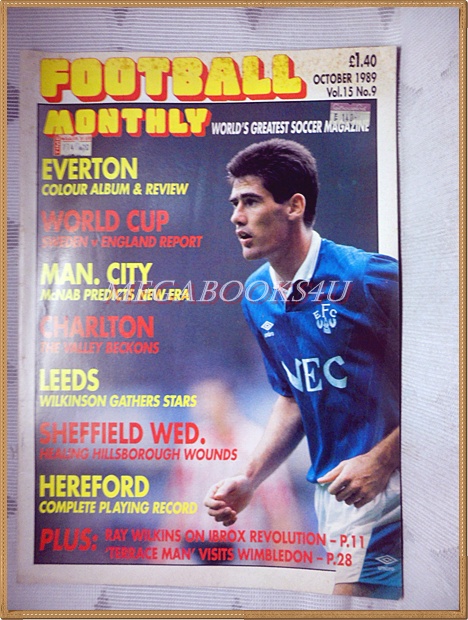 £1.40
FOOTBALL
OCTOBER 1989
Vol.15 No.9
MONTHLY
WORLD'S GREATEST SOCCER MAGAZINE
EVERTON
COLOUR ALBUM & REVIEW
WORLD CUP
SWEDEN v ENGLAND REPORT
MAN. CITY
McNAB PREDICTS NEW ERA
MEGABOOKS4U
CHARLTON
THE VALLEY BECKONS
LEEDS
WILKINSON GATHERS STARS
SHEFFIELD WED.
HEALING HILLSBOROUGH WOUNDS
HEREFORD
COMPLETE PLAYING RECORD
PLUS: RAY WILKINS ON IBROX REVOLUTION – P.11
'TERRACE MAN' VISITS WIMBLEDON – P.28
EFC
NEC
umbro